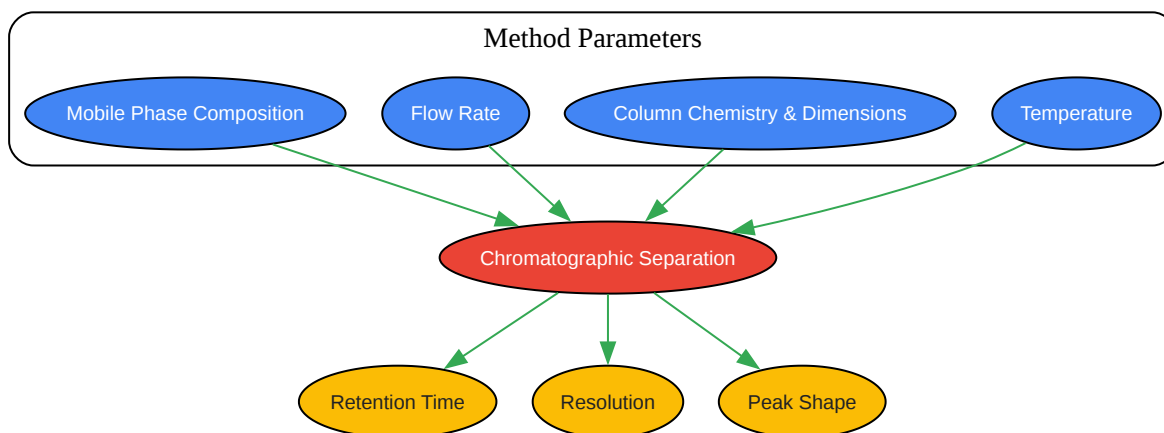 Method Parameters
Mobile Phase Composition
Flow Rate
Column Chemistry & Dimensions
Temperature
Chromatographic Separation
Retention Time
Resolution
Peak Shape